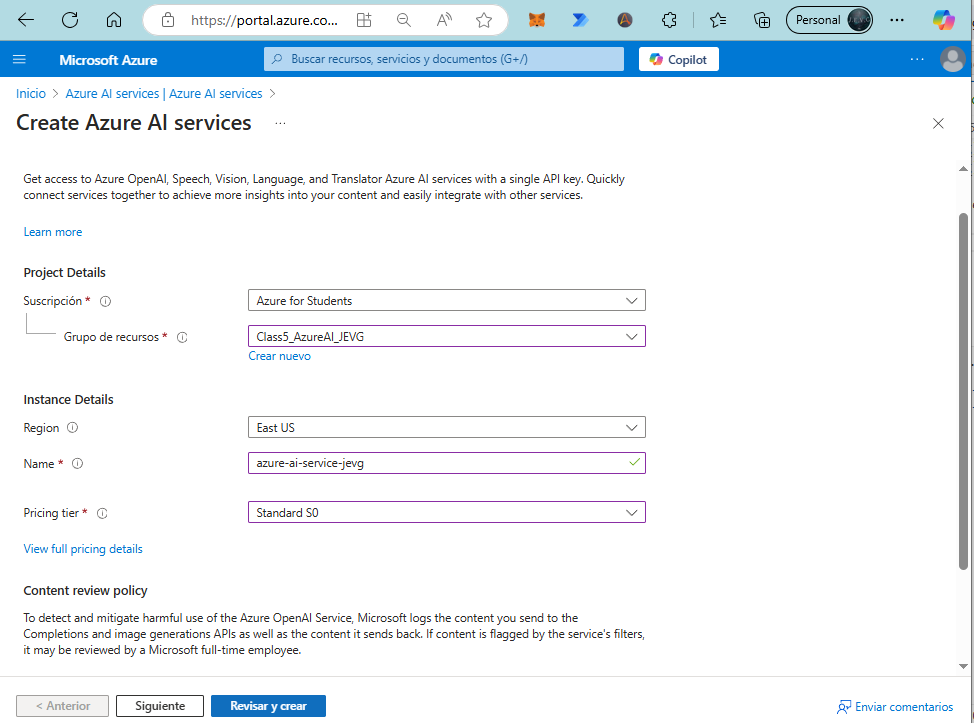 https://portal.azure.co...
Personal
Microsoft Azure
Buscar recursos, servicios y documentos (G+/)
Copilot
Inicio > Azure AI services | Azure AI services >
Create Azure AI services ...
Get access to Azure OpenAI, Speech, Vision, Language, and Translator Azure AI services with a single API key. Quickly
connect services together to achieve more insights into your content and easily integrate with other services.
Learn more
Project Details
Suscripción * Azure for Students
Grupo de recursos * Class5_AzureAI_JEVG
Crear nuevo
Instance Details
Region East US
Name * azure-ai-service-jevg
Pricing tier * Standard S0
View full pricing details
Content review policy
To detect and mitigate harmful use of the Azure OpenAI Service, Microsoft logs the content you send to the
Completions and image generations APIs as well as the content it sends back. If content is flagged by the service's filters,
it may be reviewed by a Microsoft full-time employee.
< Anterior
Siguiente
Revisar y crear
Enviar comentarios